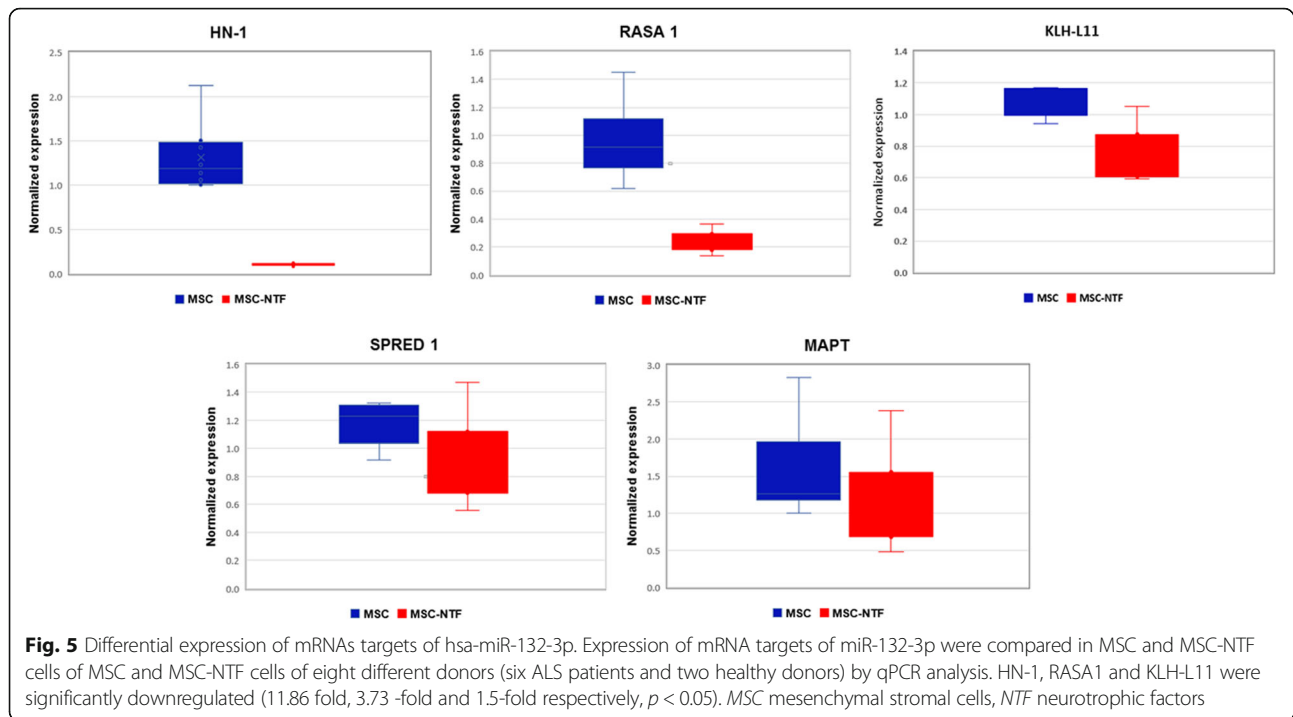 HN-1
Normalized expression
2.5
2.0
1.5
1.0
0.5
0.0
MSC MSC-NTF
RASA 1
Normalized expression
1.6
1.4
1.2
1.0
0.8
0.6
0.4
0.2
0.0
MSC MSC-NTF
KLH-L11
Normalized expression
1.4
1.2
1.0
0.8
0.6
0.4
0.2
0.0
MSC MSC-NTF
SPRED 1
Normalized expression
1.6
1.4
1.2
1.0
0.8
0.6
0.4
0.2
0.0
MSC MSC-NTF
MAPT
Normalized expression
3.0
2.5
2.0
1.5
1.0
0.5
0.0
MSC MSC-NTF
Fig. 5 Differential expression of mRNAs targets of hsa-miR-132-3p. Expression of mRNA targets of miR-132-3p were compared in MSC and MSC-NTF
cells of MSC and MSC-NTF cells of eight different donors (six ALS patients and two healthy donors) by qPCR analysis. HN-1, RASA1 and KLH-L11 were
significantly downregulated (11.86 fold, 3.73 -fold and 1.5-fold respectively, p < 0.05). MSC mesenchymal stromal cells, NTF neurotrophic factors